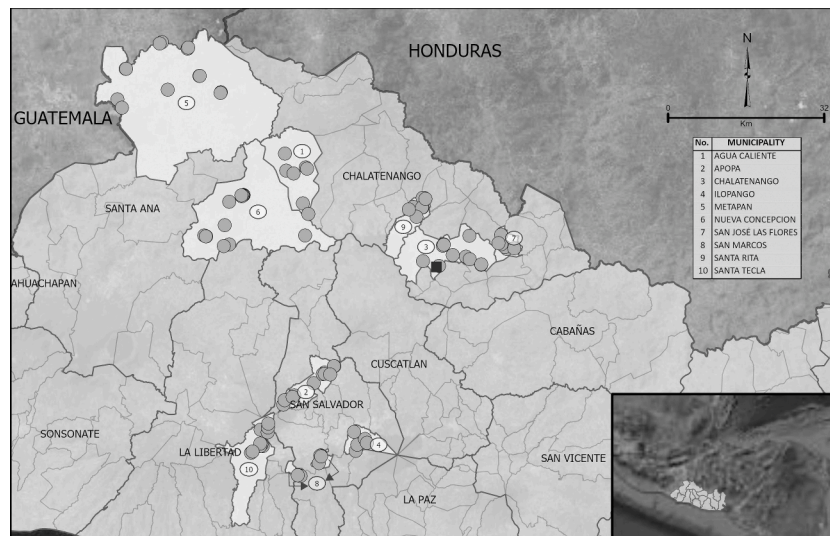 HONDURAS
N
GUATEMALA
0 32
Km
No. MUNICIPALITY
1 AGUA CALIENTE
2 APOPA
3 CHALATENANGO
4 ILOPANGO
5 METAPAN
6 NUEVA CONCEPCION
7 SAN JOSÉ LAS FLORES
8 SAN MARCOS
9 SANTA RITA
10 SANTA TECLA
5
1
CHALATENANGO
SANTA ANA
6
9
7
3
AHUACHAPAN
CABAÑAS
CUSCATLAN
2
SAN SALVADOR
SONSONATE
4
LA LIBERTAD
SAN VICENTE
10
8
LA PAZ